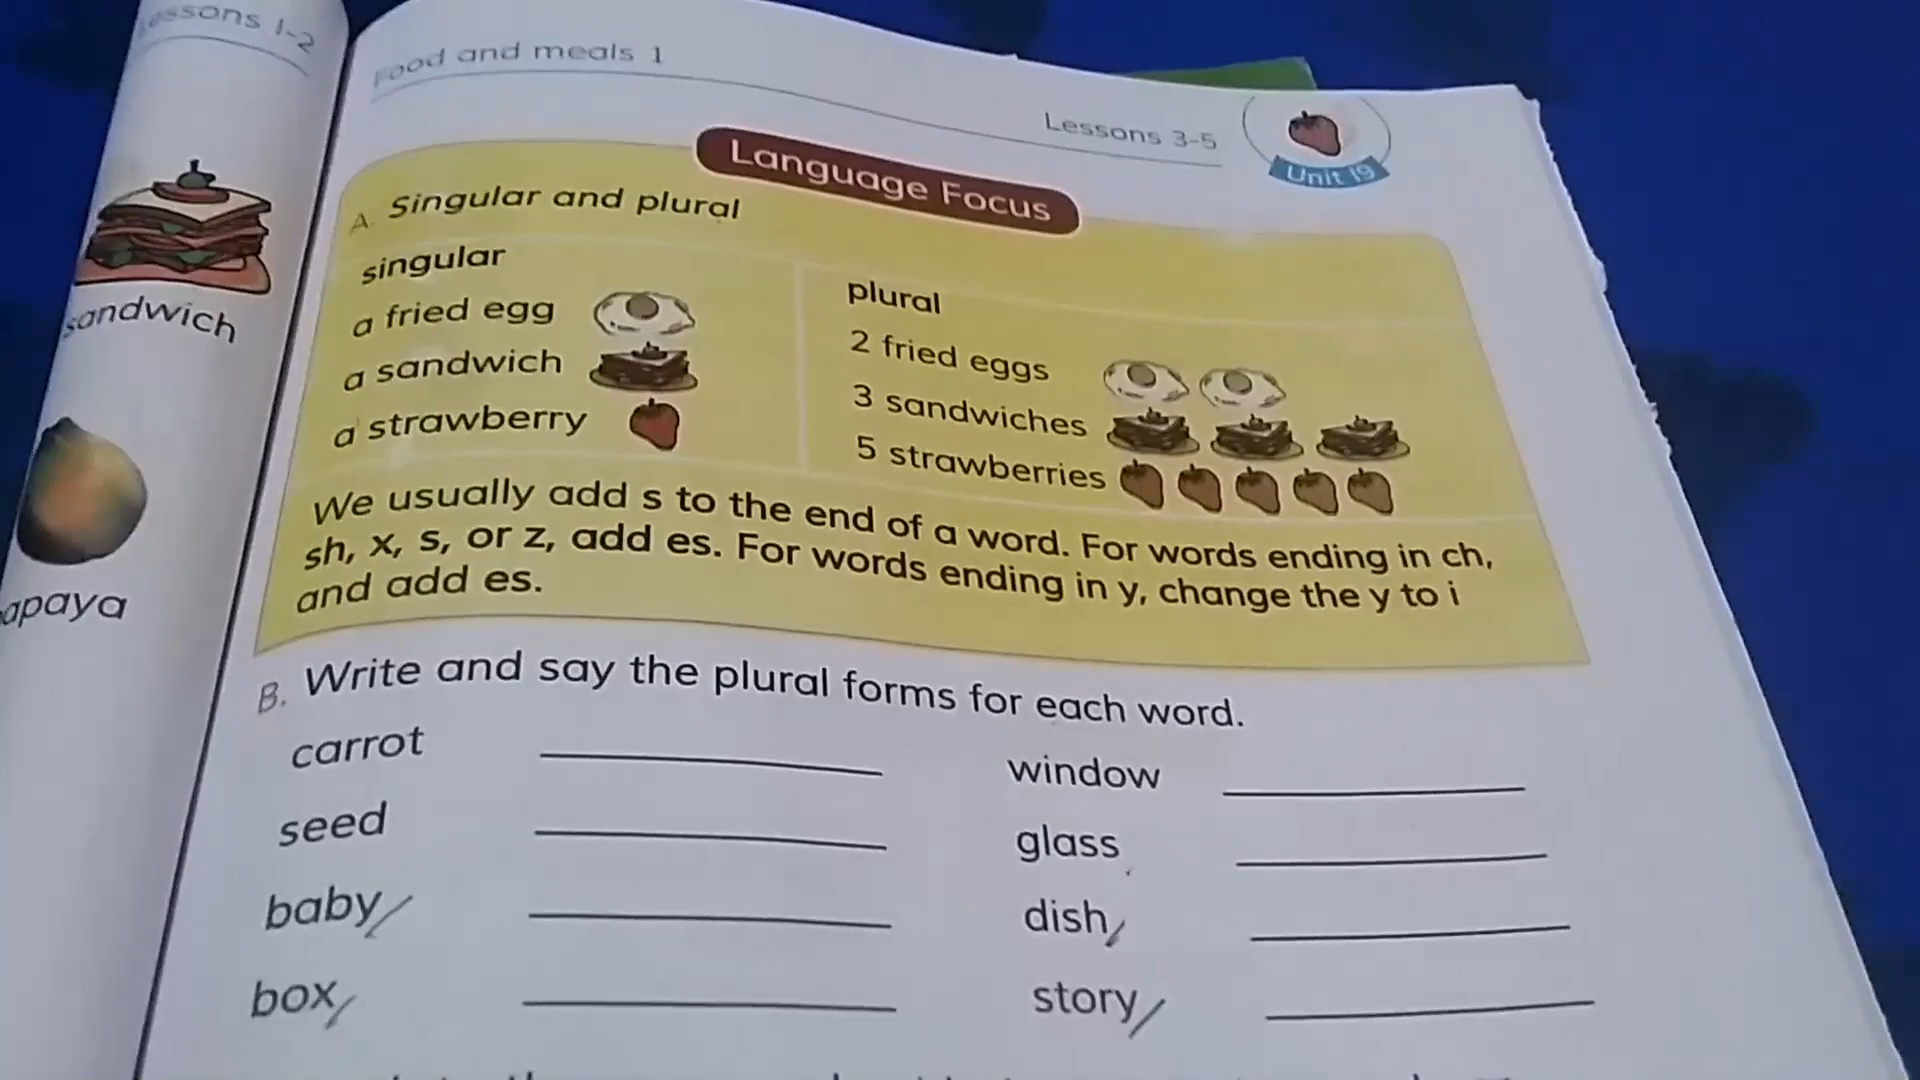 Lessons 1-2
sandwich
Food and meals 1
Lessons 3-5
Unit 19
Language Focus
A. Singular and plural
singular
a fried egg
a sandwich
a strawberry
plural
2 fried eggs
3 sandwiches
5 strawberries
We usually add s to the end of a word. For words ending in ch,
sh, x, s, or z, add es. For words ending in y, change the y to i
and add es.
B. Write and say the plural forms for each word.
carrot
window
seed
glass
baby
dish
box
story